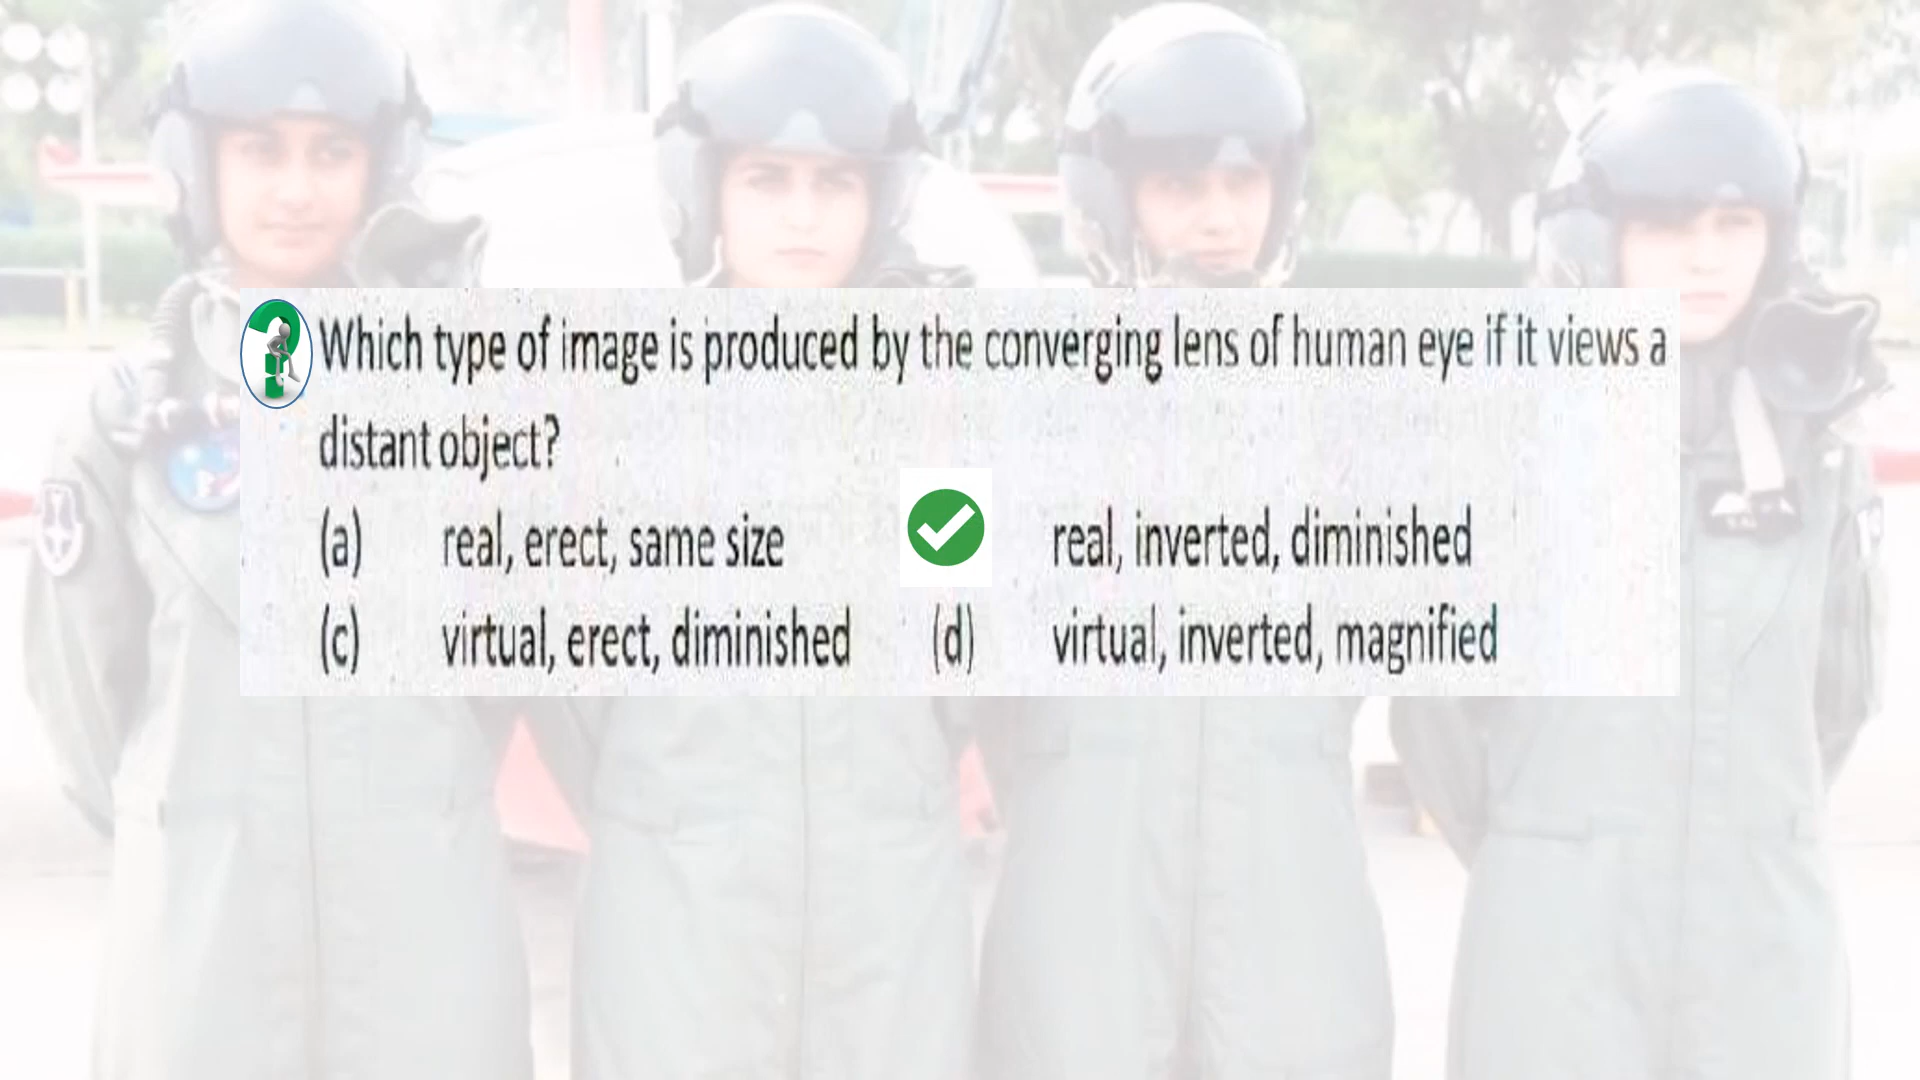 Which type of image is produced by the converging lens of human eye if it views a
distant object?
(a) real, erect, same size real, inverted, diminished
(c) virtual, erect, diminished (d) virtual, inverted, magnified